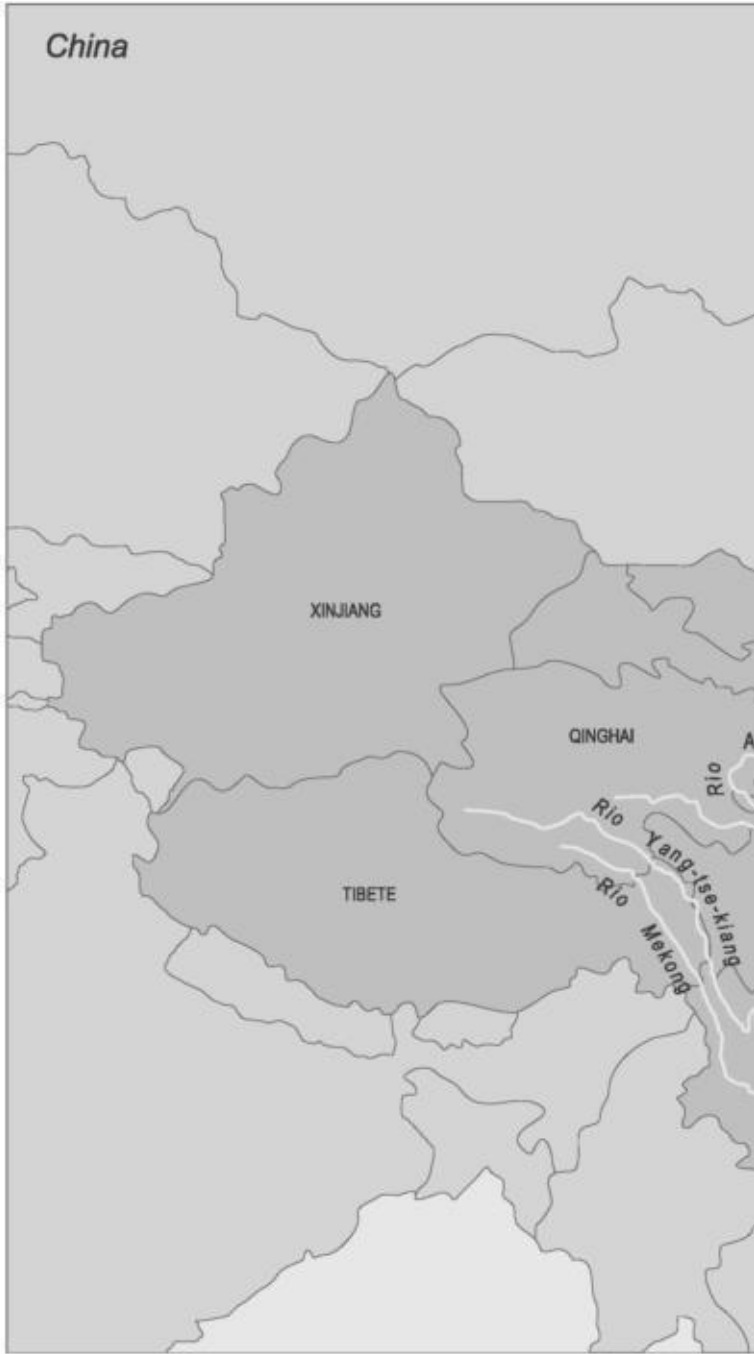 China
XINJIANG
QINGHAI
A
Rio
Rio
Yang-tse-kiang
TIBETE
Rio
Mekong